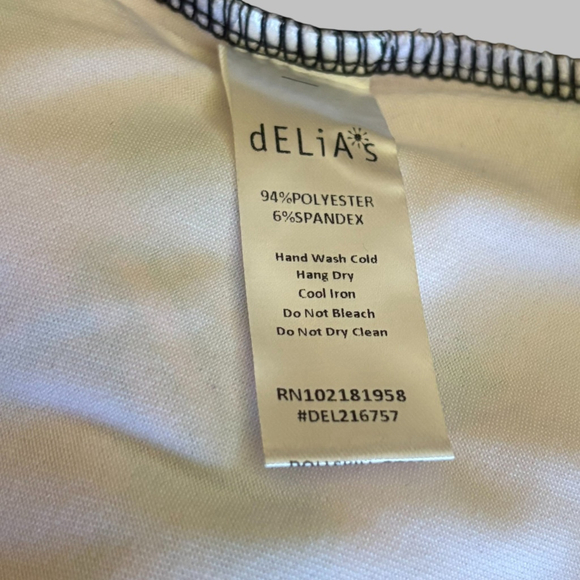 dELiA*s
94%POLYESTER
6%SPANDEX
Hand Wash Cold
Hang Dry
Cool Iron
Do Not Bleach
Do Not Dry Clean
RN102181958
#DEL216757